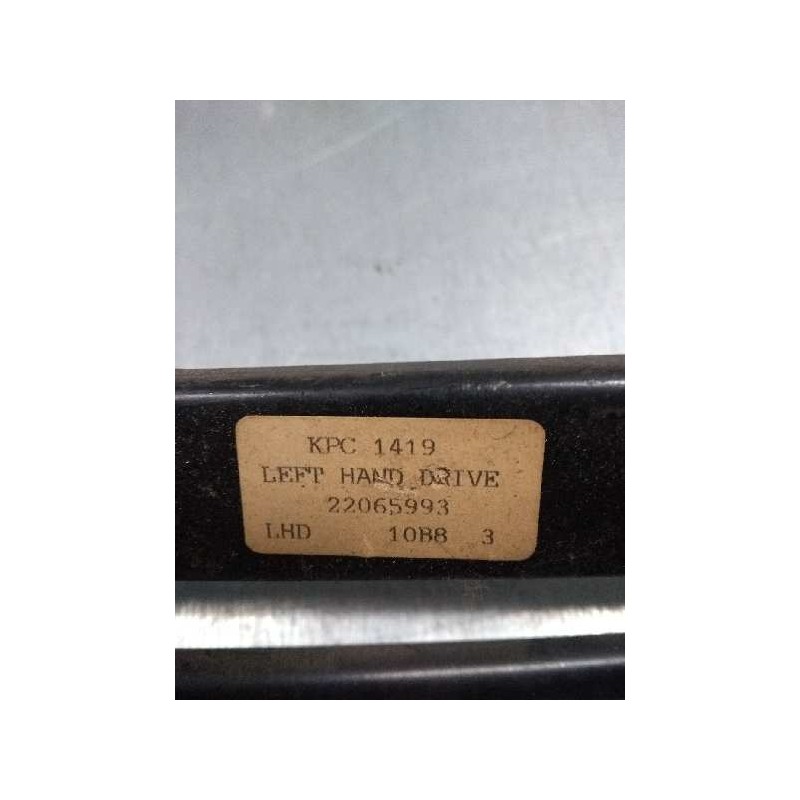 KPC 1419
LEFT HAND DRIVE
22065993
LHD 10B8 3